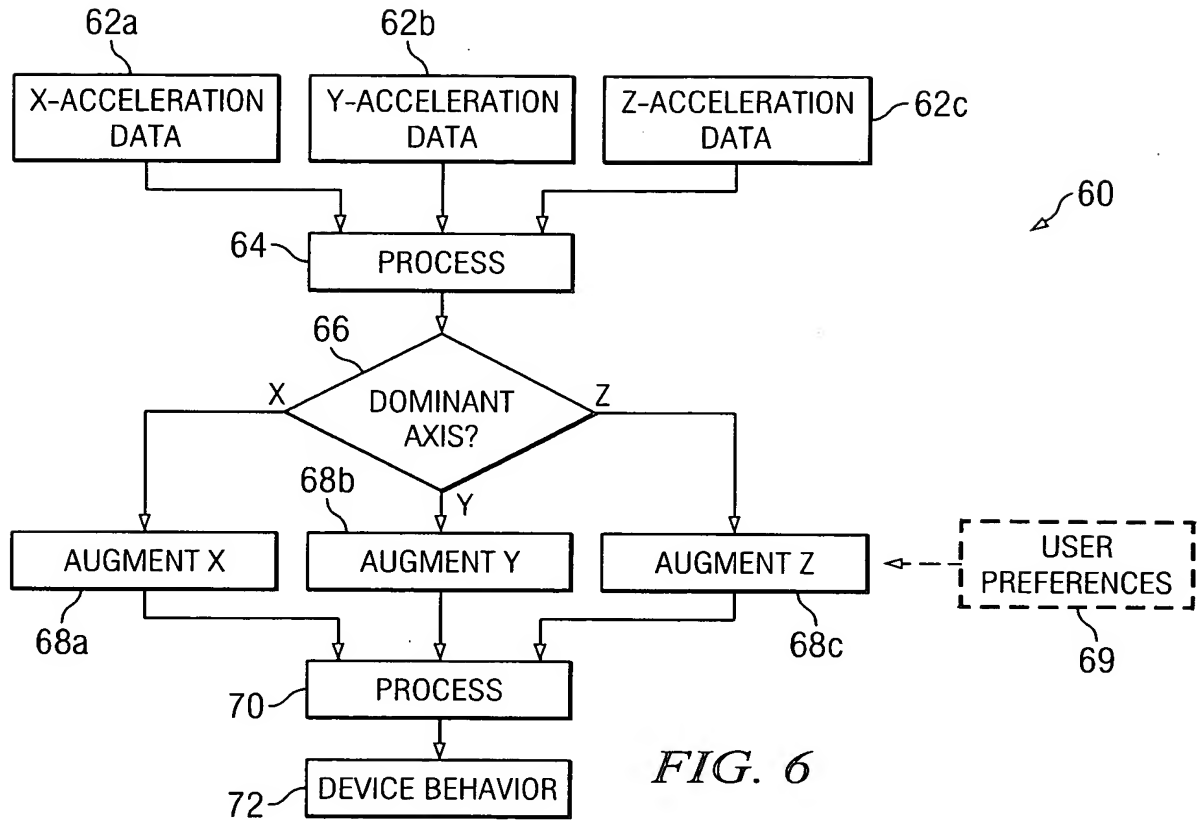 62a
62b
X-ACCELERATION
DATA
Y-ACCELERATION
DATA
Z-ACCELERATION
DATA
62c
60
64
PROCESS
66
X
DOMINANT
AXIS?
Z
Y
68b
AUGMENT X
AUGMENT Y
AUGMENT Z
USER
PREFERENCES
68a
68c
69
70
PROCESS
72
DEVICE BEHAVIOR
FIG. 6